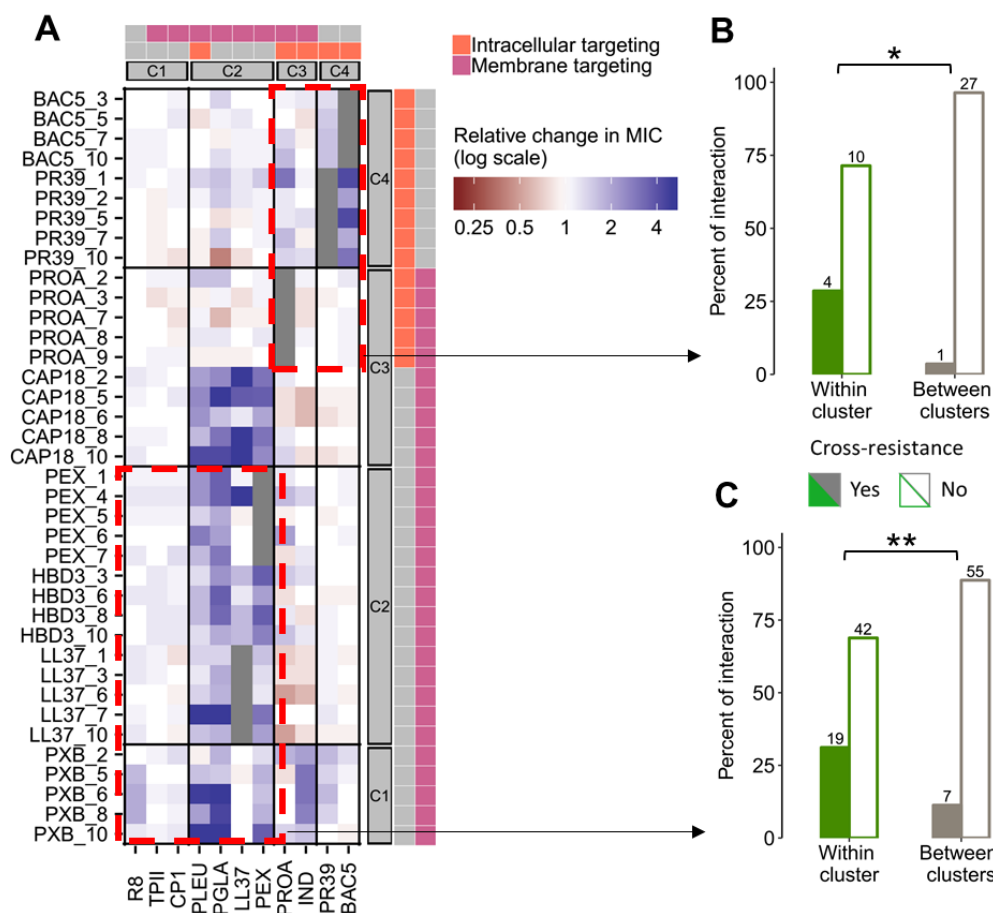 A
C1
C2
C3
C4
Intracellular targeting
Membrane targeting
Relative change in MIC
(log scale)
0.25
0.5
1
2
4
BAC5_3
BAC5_5
BAC5_7
BAC5_10
PR39_1
PR39_2
PR39_5
PR39_7
PR39_10
PROA_2
PROA_3
PROA_7
PROA_8
PROA_9
CAP18_2
CAP18_5
CAP18_6
CAP18_8
CAP18_10
PEX_1
PEX_4
PEX_5
PEX_6
PEX_7
HBD3_3
HBD3_6
HBD3_8
HBD3_10
LL37_1
LL37_3
LL37_6
LL37_7
LL37_10
PXB_2
PXB_5
PXB_6
PXB_8
PXB_10
C4
C3
C2
C1
R8
TPII
CP1
PLEU
PGLA
LL37
PEX
PROA
IND
PR39
BAC5
B
Percent of interaction
100
75
50
25
0
*
4
10
1
27
Within
cluster
Between
clusters
Cross-resistance
Yes
No
C
Percent of interaction
100
75
50
25
0
**
19
42
7
55
Within
cluster
Between
clusters